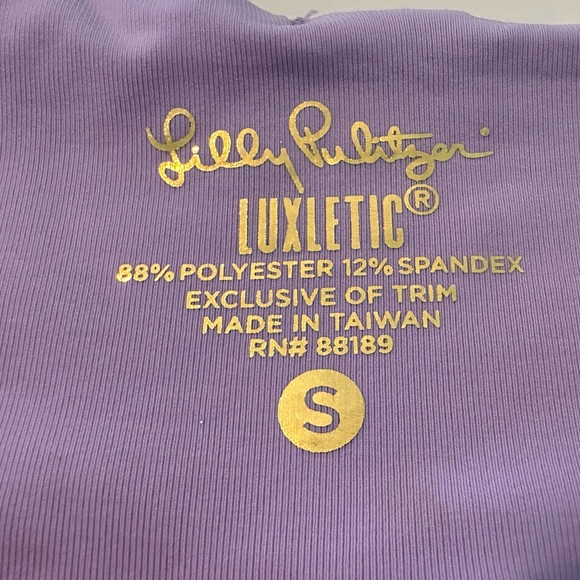 Lilly Pulitzer
LUXLETIC®
88% POLYESTER 12% SPANDEX
EXCLUSIVE OF TRIM
MADE IN TAIWAN
RN# 88189
S